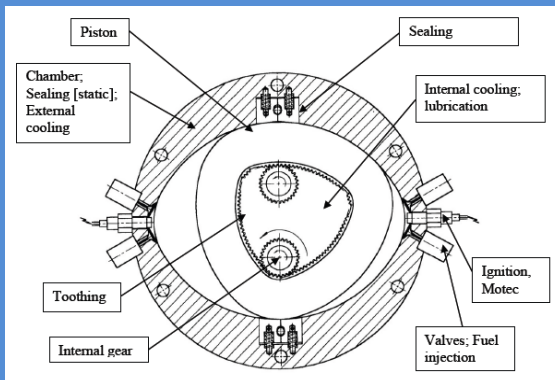 Piston
Sealing
Chamber;
Sealing [static];
External
cooling
Internal cooling;
lubrication
Toothing
Ignition,
Motec
Internal gear
Valves; Fuel
injection